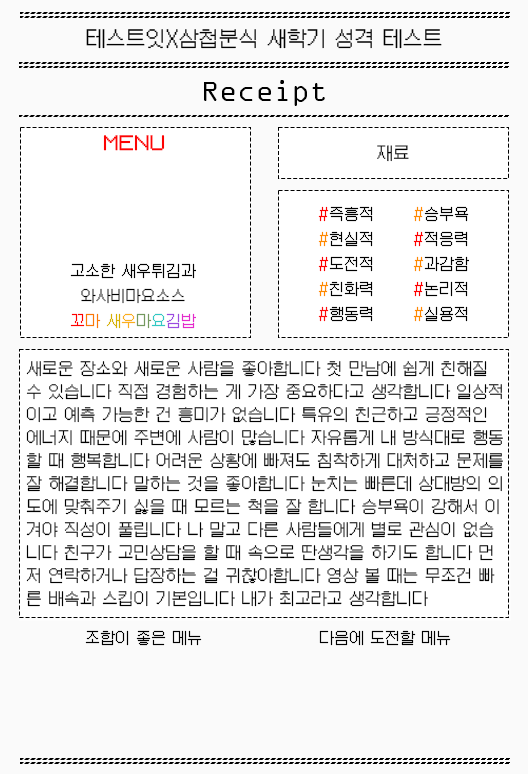 테스트잇X삼첩분식 새학기 성격 테스트
Receipt
MENU
고소한 새우튀김과
와사비마요소스
꼬마 새우마요김밥
재료
#즉흥적 #승부욕
#현실적 #적응력
#도전적 #과감함
#친화력 #논리적
#행동력 #실용적
새로운 장소와 새로운 사람을 좋아합니다 첫 만남에 쉽게 친해질
수 있습니다 직접 경험하는 게 가장 중요하다고 생각합니다 일상적
이고 예측 가능한 건 흥미가 없습니다 특유의 친근하고 긍정적인
에너지 때문에 주변에 사람이 많습니다 자유롭게 내 방식대로 행동
할 때 행복합니다 어려운 상황에 빠져도 침착하게 대처하고 문제를
잘 해결합니다 말하는 것을 좋아합니다 눈치는 빠른데 상대방의 의
도에 맞춰주기 싫을 때 모르는 척을 잘 합니다 승부욕이 강해서 이
겨야 직성이 풀립니다 나 말고 다른 사람들에게 별로 관심이 없습
니다 친구가 고민상담을 할 때 속으로 딴생각을 하기도 합니다 먼
저 연락하거나 답장하는 걸 귀찮아합니다 영상 볼 때는 무조건 빠
른 배속과 스킵이 기본입니다 내가 최고라고 생각합니다
조합이 좋은 메뉴
다음에 도전할 메뉴